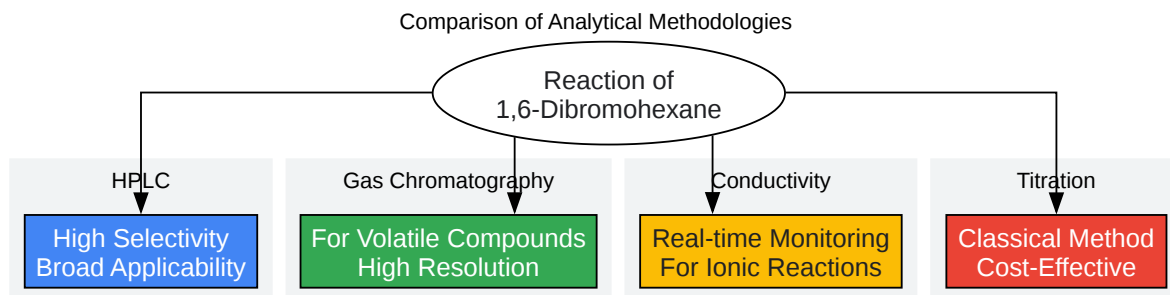 Comparison of Analytical Methodologies
Reaction of
1,6-Dibromohexane
HPLC
High Selectivity
Broad Applicability
Gas Chromatography
For Volatile Compounds
High Resolution
Conductivity
Real-time Monitoring
For Ionic Reactions
Titration
Classical Method
Cost-Effective